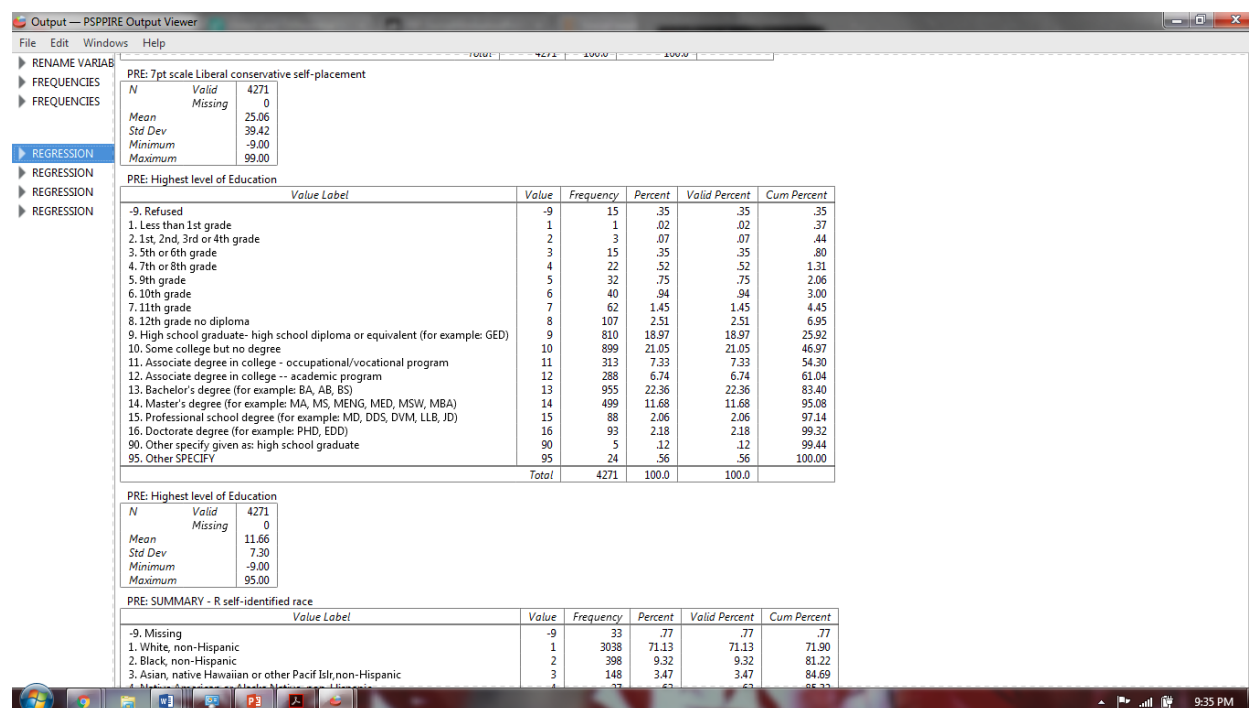 Output — PSPPIRE Output Viewer
File Edit Windows Help
RENAME VARIAB
FREQUENCIES
FREQUENCIES
REGRESSION
REGRESSION
REGRESSION
REGRESSION
Total 4271 100.0 100.0
PRE: 7pt scale Liberal conservative self-placement
N Valid 4271
Missing 0
Mean 25.06
Std Dev 39.42
Minimum -9.00
Maximum 99.00
PRE: Highest level of Education
Value Label Value Frequency Percent Valid Percent Cum Percent
-9. Refused -9 15 .35 .35 .35
1. Less than 1st grade 1 1 .02 .02 .37
2. 1st, 2nd, 3rd or 4th grade 2 3 .07 .07 .44
3. 5th or 6th grade 3 15 .35 .35 .80
4. 7th or 8th grade 4 22 .52 .52 1.31
5. 9th grade 5 32 .75 .75 2.06
6. 10th grade 6 40 .94 .94 3.00
7. 11th grade 7 62 1.45 1.45 4.45
8. 12th grade no diploma 8 107 2.51 2.51 6.95
9. High school graduate- high school diploma or equivalent (for example: GED) 9 810 18.97 18.97 25.92
10. Some college but no degree 10 899 21.05 21.05 46.97
11. Associate degree in college - occupational/vocational program 11 313 7.33 7.33 54.30
12. Associate degree in college -- academic program 12 288 6.74 6.74 61.04
13. Bachelor's degree (for example: BA, AB, BS) 13 955 22.36 22.36 83.40
14. Master's degree (for example: MA, MS, MENG, MED, MSW, MBA) 14 499 11.68 11.68 95.08
15. Professional school degree (for example: MD, DDS, DVM, LLB, JD) 15 88 2.06 2.06 97.14
16. Doctorate degree (for example: PHD, EDD) 16 93 2.18 2.18 99.32
90. Other specify given as: high school graduate 90 5 .12 .12 99.44
95. Other SPECIFY 95 24 .56 .56 100.00
Total 4271 100.0 100.0
PRE: Highest level of Education
N Valid 4271
Missing 0
Mean 11.66
Std Dev 7.30
Minimum -9.00
Maximum 95.00
PRE: SUMMARY - R self-identified race
Value Label Value Frequency Percent Valid Percent Cum Percent
-9. Missing -9 33 .77 .77 .77
1. White, non-Hispanic 1 3038 71.13 71.13 71.90
2. Black, non-Hispanic 2 398 9.32 9.32 81.22
3. Asian, native Hawaiian or other Pacif Islr,non-Hispanic 3 148 3.47 3.47 84.69
9:35 PM